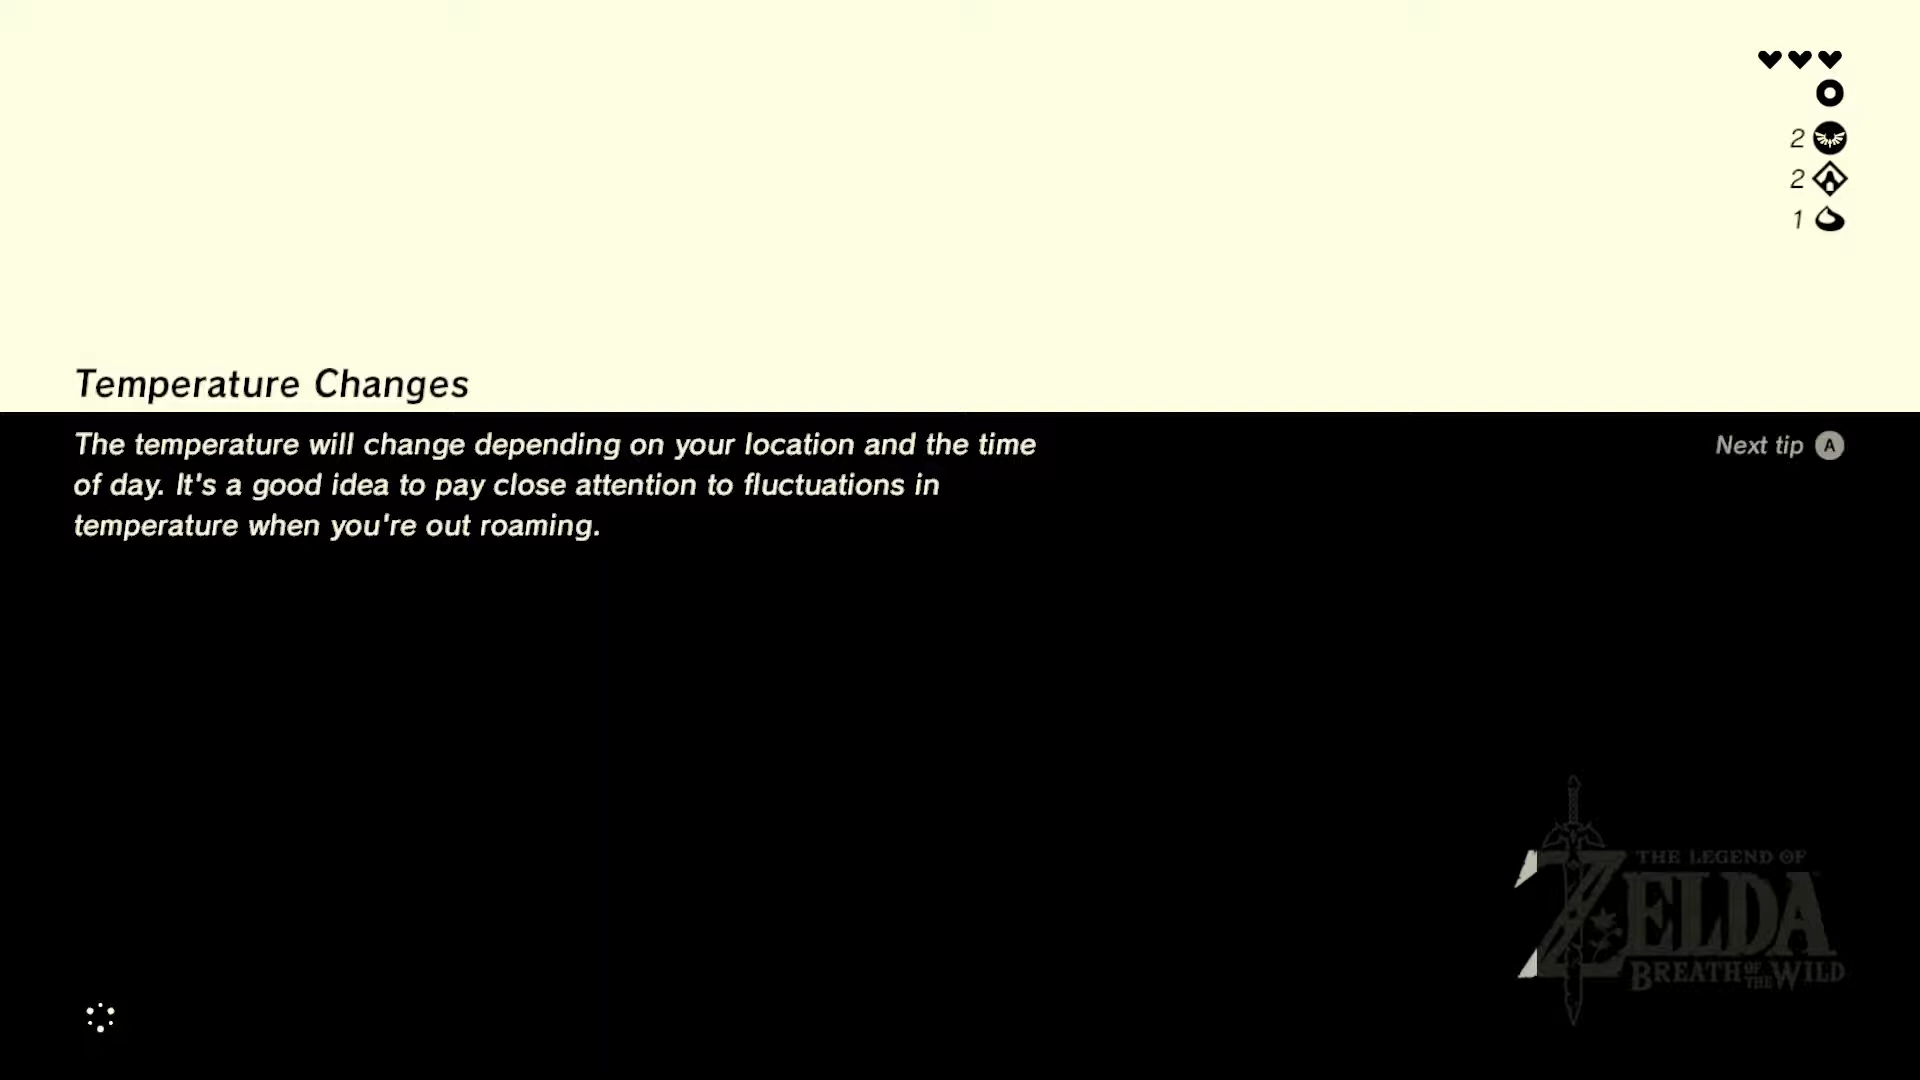 2
2
1
Temperature Changes
The temperature will change depending on your location and the time
of day. It's a good idea to pay close attention to fluctuations in
temperature when you're out roaming.
Next tip A
THE LEGEND OF
ZELDA
BREATH OF THE WILD